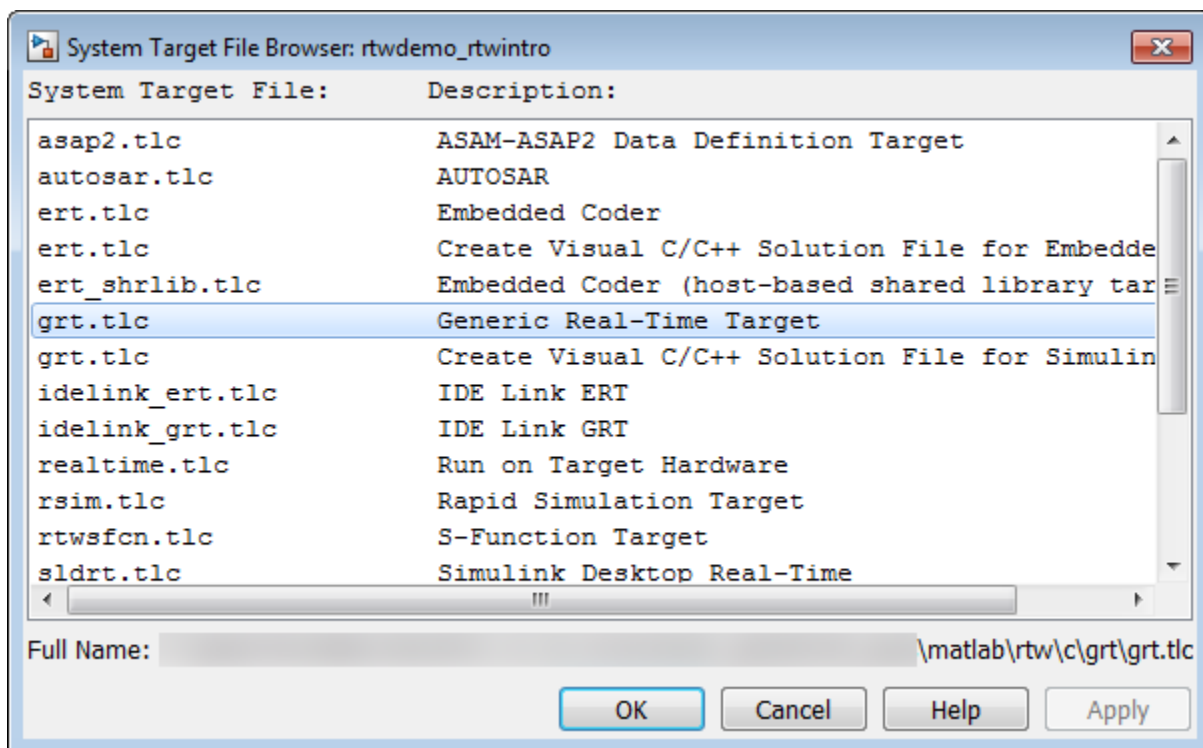 System Target File Browser: rtwdemo_rtwintro
System Target File: Description:
asap2.tlc ASAM-ASAP2 Data Definition Target
autosar.tlc AUTOSAR
ert.tlc Embedded Coder
ert.tlc Create Visual C/C++ Solution File for Embedde
ert_shrlib.tlc Embedded Coder (host-based shared library tar
grt.tlc Generic Real-Time Target
grt.tlc Create Visual C/C++ Solution File for Simulin
idelink_ert.tlc IDE Link ERT
idelink_grt.tlc IDE Link GRT
realtime.tlc Run on Target Hardware
rsim.tlc Rapid Simulation Target
rtwsfcn.tlc S-Function Target
sldrt.tlc Simulink Desktop Real-Time
Full Name: \matlab\rtw\c\grt\grt.tlc
OK Cancel Help Apply